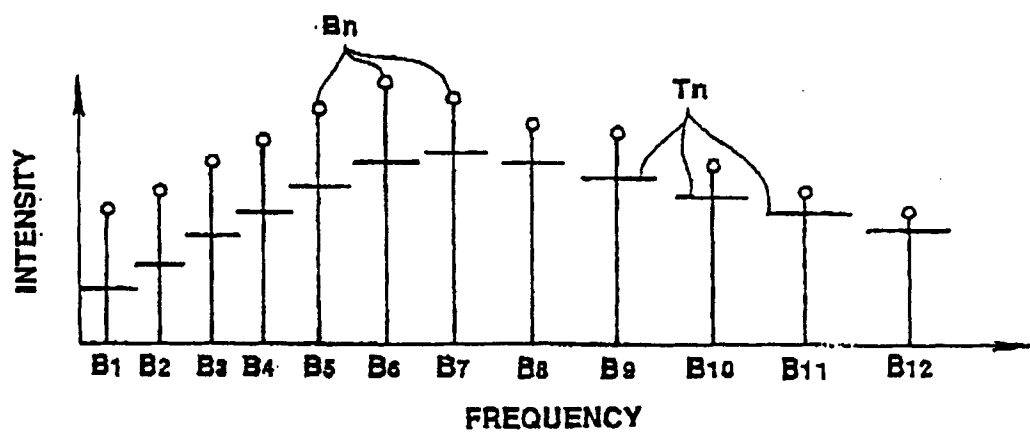 Bn
Tn
INTENSITY
B1 B2 B3 B4 B5 B6 B7 B8 B9 B10 B11 B12
FREQUENCY